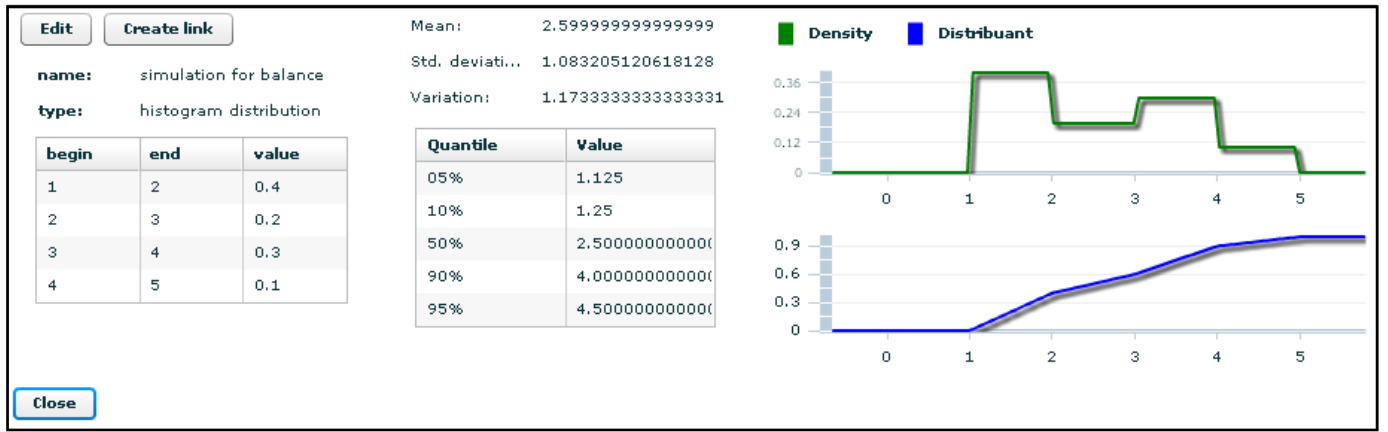 Edit Create link
name: simulation for balance
type: histogram distribution
begin end value
1 2 0.4
2 3 0.2
3 4 0.3
4 5 0.1
Close
Mean: 2.599999999999999
Std. deviati... 1.083205120618128
Variation: 1.1733333333333331
Quantile Value
05% 1.125
10% 1.25
50% 2.500000000000(
90% 4.000000000000(
95% 4.500000000000(
Density Distribuant
0.36
0.24
0.12
0
0 1 2 3 4 5
0.9
0.6
0.3
0
0 1 2 3 4 5